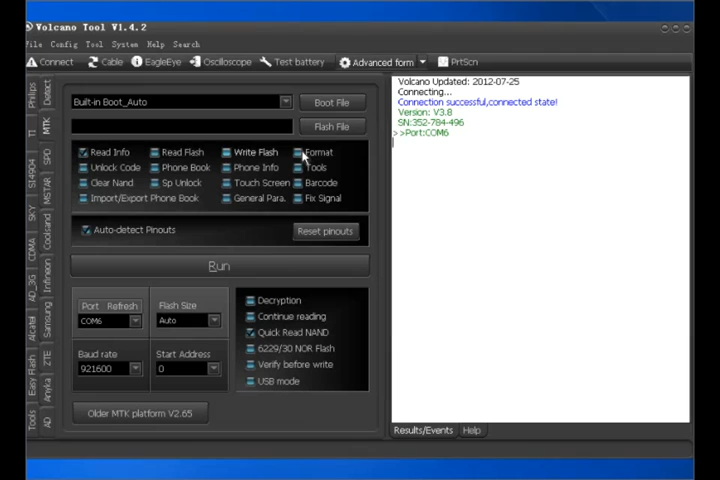 Volcano Tool V1.4.2
File Config Tool System Help Search
Connect Cable EagleEye Oscilloscope Test battery Advanced form PrtScn
Philips Detect
TI MTK
SI4904 SPD
SKY MSTAR
CDMA Coolsand
AD_3G Infineon
Alcatel Samsung
Easy Flash ZTE
Tools Anyka
AD
Built-in Boot_Auto Boot File
Flash File
Read Info Read Flash Write Flash Format
Unlock Code Phone Book Phone Info Tools
Clear Nand Sp Unlock Touch Screen Barcode
Import/Export Phone Book General Para. Fix Signal
Auto-detect Pinouts Reset pinouts
Run
Port Refresh Flash Size
COM6 Auto
Baud rate Start Address
921600 0
Decryption
Continue reading
Quick Read NAND
6229/30 NOR Flash
Verify before write
USB mode
Older MTK platform V2.65
Volcano Updated: 2012-07-25
Connecting...
Connection successful,connected state!
Version: V3.8
SN:352-784-496
> >Port:COM6
Results/Events Help